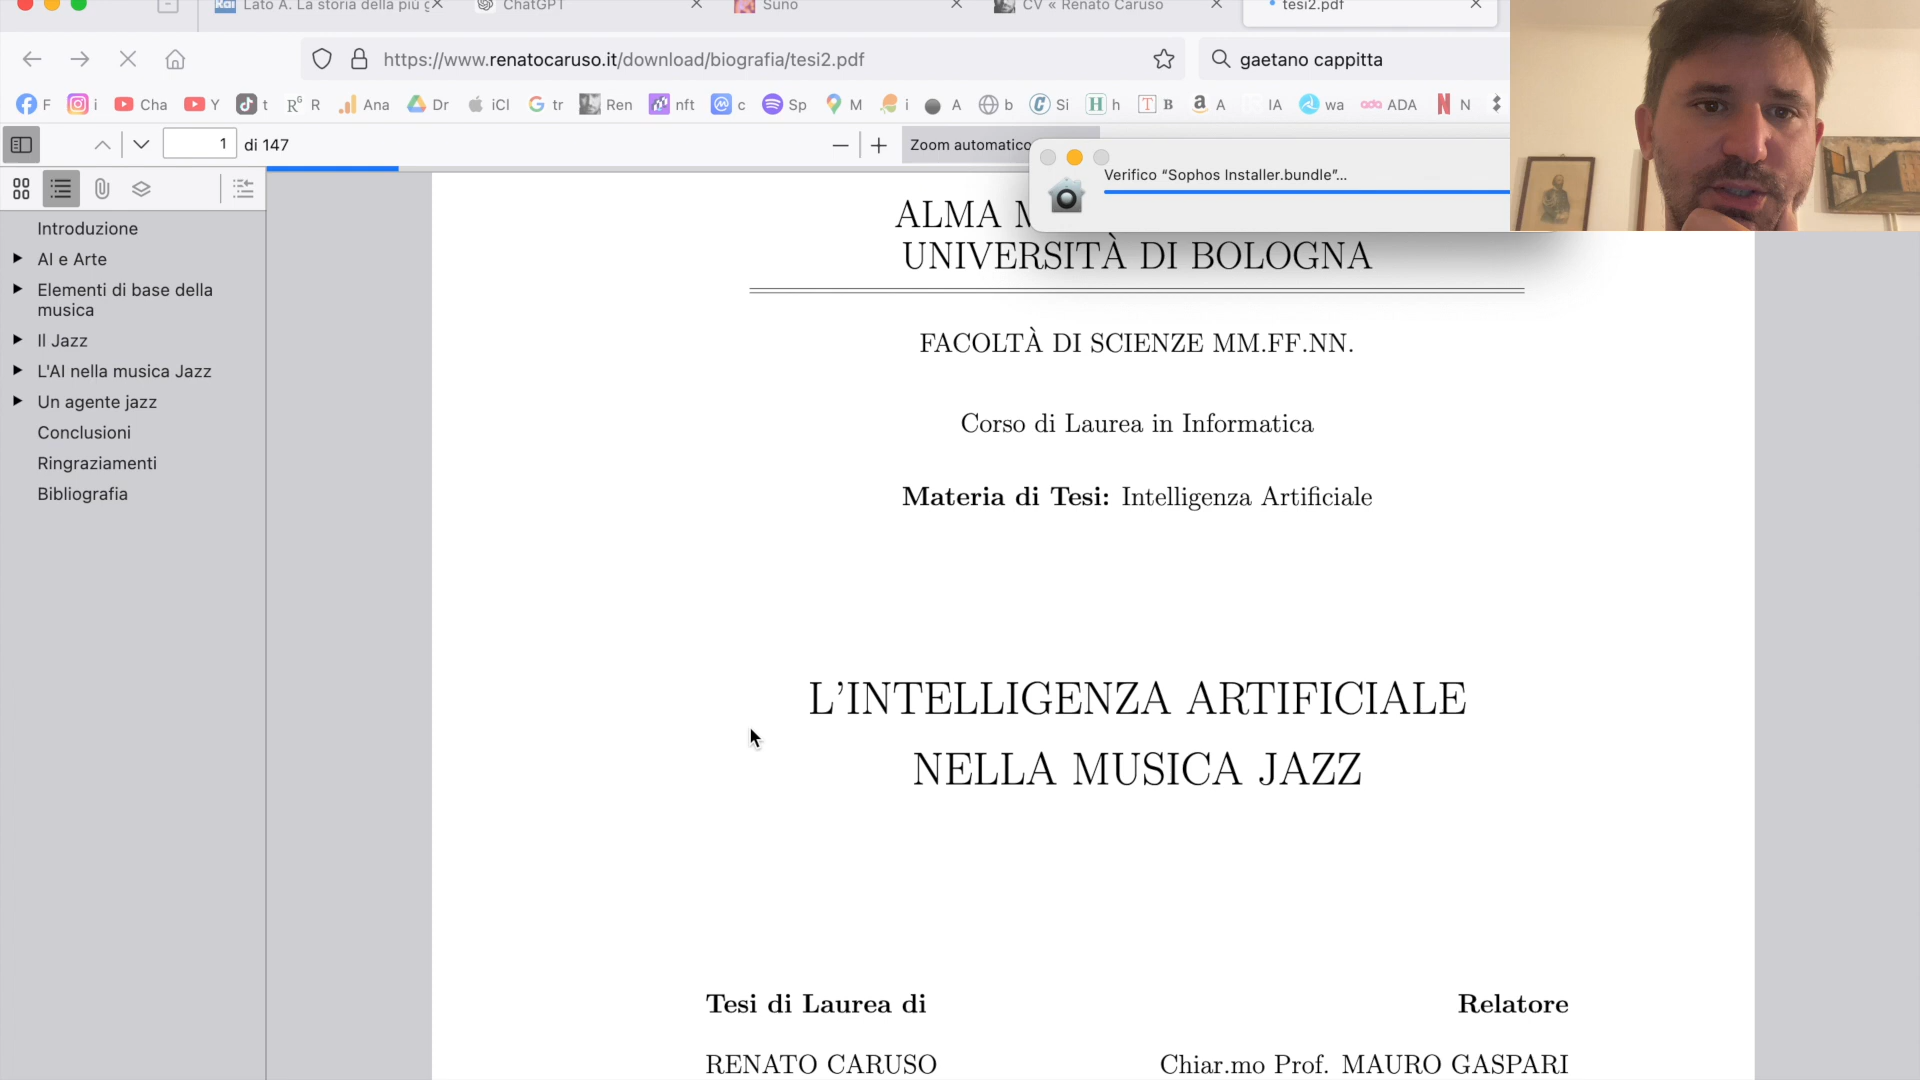 Lato A. La storia della più g
ChatGPT
Suno
CV « Renato Caruso
tesi2.pdf
https://www.renatocaruso.it/download/biografia/tesi2.pdf
gaetano cappitta
F
i
Cha
Y
t
R
Ana
Dr
iCl
tr
Ren
nft
c
Sp
M
i
A
b
Si
h
B
A
IA
wa
ADA
N
1 di 147
Zoom automatico
Verifico “Sophos Installer.bundle”...
Introduzione
AI e Arte
Elementi di base della
musica
Il Jazz
L'AI nella musica Jazz
Un agente jazz
Conclusioni
Ringraziamenti
Bibliografia
ALMA M
UNIVERSITÀ DI BOLOGNA
FACOLTÀ DI SCIENZE MM.FF.NN.
Corso di Laurea in Informatica
Materia di Tesi: Intelligenza Artificiale
L'INTELLIGENZA ARTIFICIALE
NELLA MUSICA JAZZ
Tesi di Laurea di
Relatore
RENATO CARUSO
Chiar.mo Prof. MAURO GASPARI